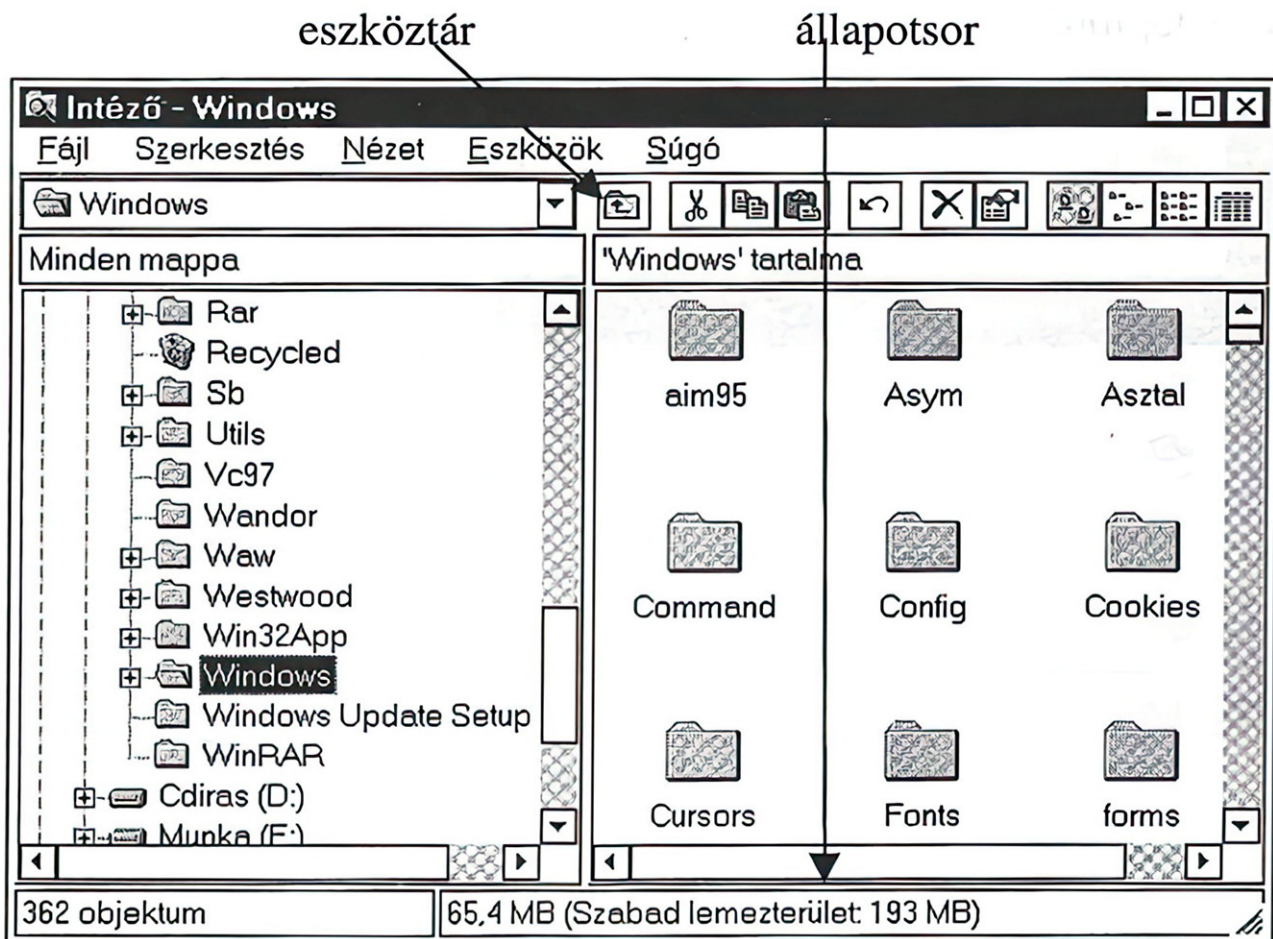 eszköztár állapotsor
Intéző - Windows
Fájl Szerkesztés Nézet Eszközök Súgó
Windows
Minden mappa
'Windows' tartalma
Rar
Recycled
Sb
Utils
Vc97
Wandor
Waw
Westwood
Win32App
Windows
Windows Update Setup
WinRAR
Cdiras (D:)
Munka (E:)
aim95 Asym Asztal
Command Config Cookies
Cursors Fonts forms
362 objektum
65,4 MB (Szabad lemezterület: 193 MB)